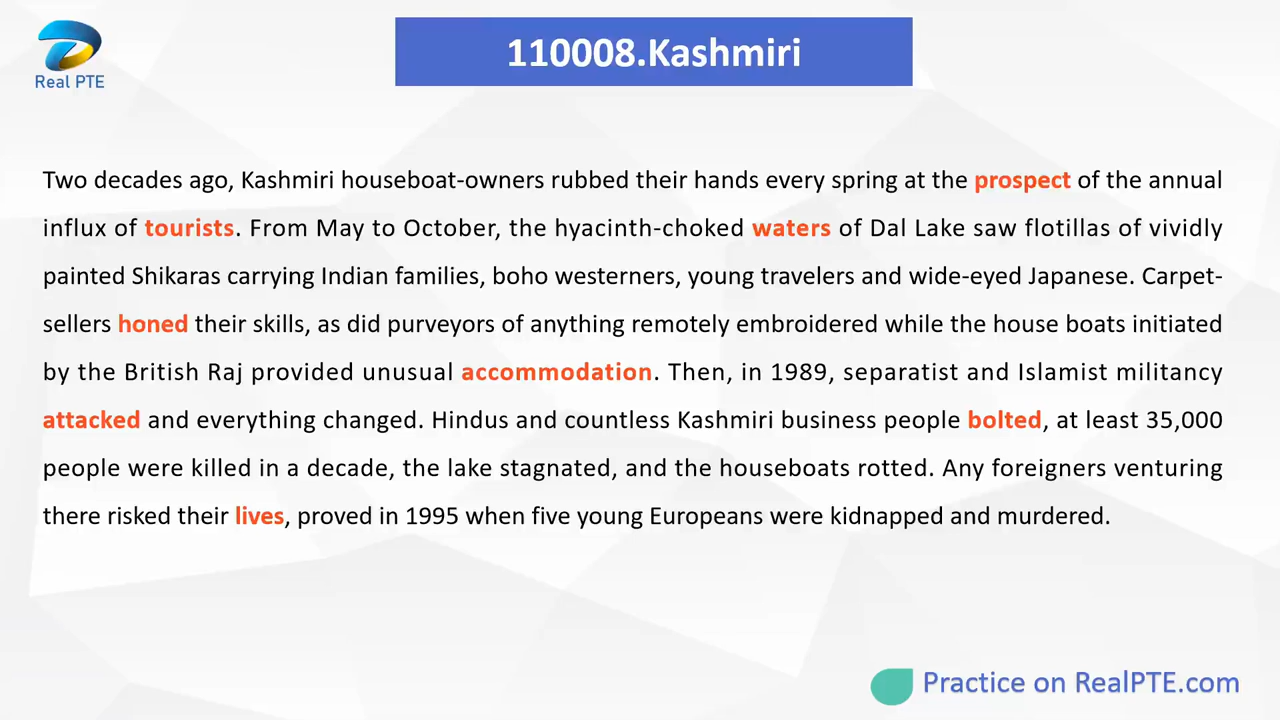 Real PTE
110008.Kashmiri
Two decades ago, Kashmiri houseboat-owners rubbed their hands every spring at the prospect of the annual
influx of tourists. From May to October, the hyacinth-choked waters of Dal Lake saw flotillas of vividly
painted Shikaras carrying Indian families, boho westerners, young travelers and wide-eyed Japanese. Carpet-
sellers honed their skills, as did purveyors of anything remotely embroidered while the house boats initiated
by the British Raj provided unusual accommodation. Then, in 1989, separatist and Islamist militancy
attacked and everything changed. Hindus and countless Kashmiri business people bolted, at least 35,000
people were killed in a decade, the lake stagnated, and the houseboats rotted. Any foreigners venturing
there risked their lives, proved in 1995 when five young Europeans were kidnapped and murdered.
Practice on RealPTE.com